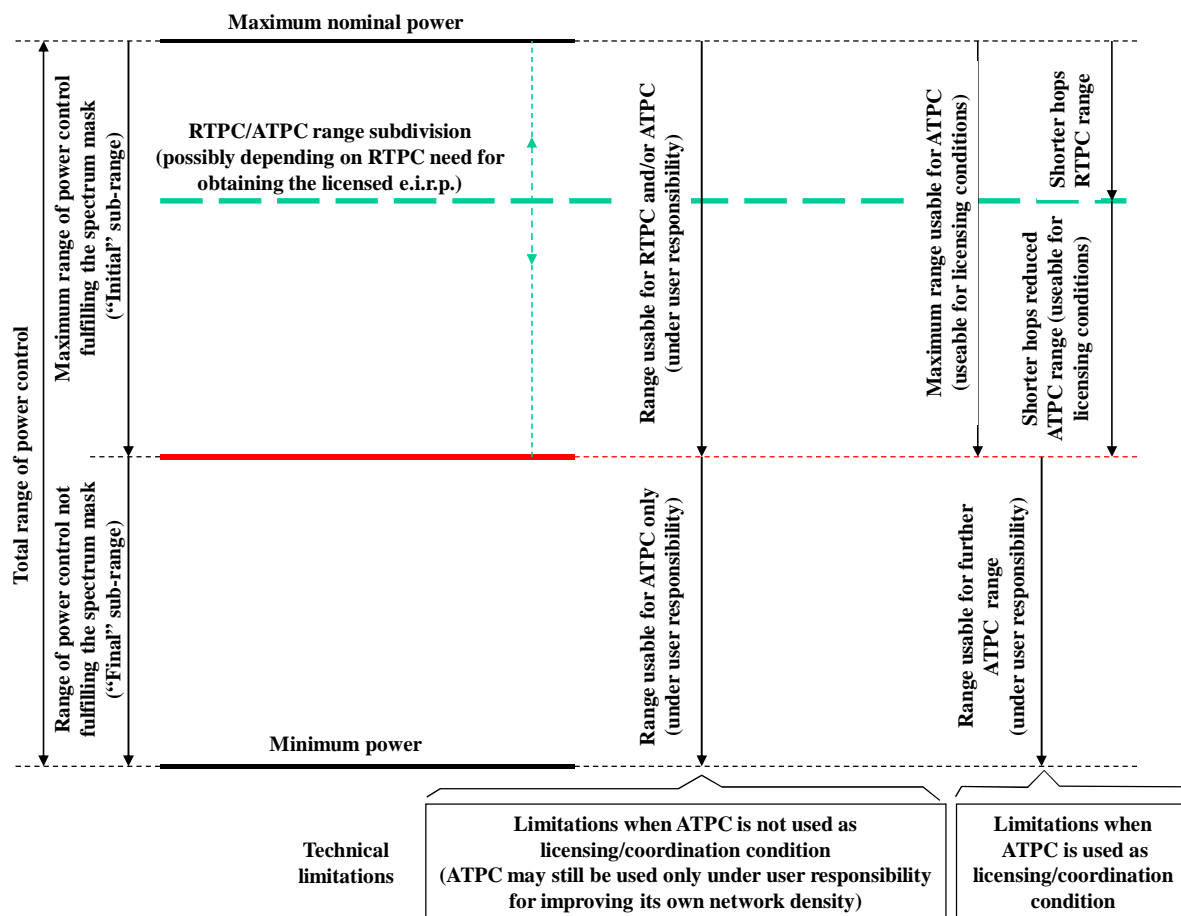 Maximum nominal power
Total range of power control
Maximum range of power control
fulfilling the spectrum mask
(“Initial” sub-range)
RTPC/ATPC range subdivision
(possibly depending on RTPC need for
obtaining the licensed e.i.r.p.)
Range usable for RTPC and/or ATPC
(under user responsibility)
Maximum range usable for ATPC
(useable for licensing conditions)
Shorter hops
RTPC range
Shorter hops reduced
ATPC range (useable for
licensing conditions)
Range of power control not
fulfilling the spectrum mask
(“Final” sub-range)
Range usable for ATPC only
(under user responsibility)
Range usable for further
ATPC range
(under user responsibility)
Minimum power
Technical
limitations
Limitations when ATPC is not used as
licensing/coordination condition
(ATPC may still be used only under user responsibility
for improving its own network density)
Limitations when
ATPC is used as
licensing/coordination
condition